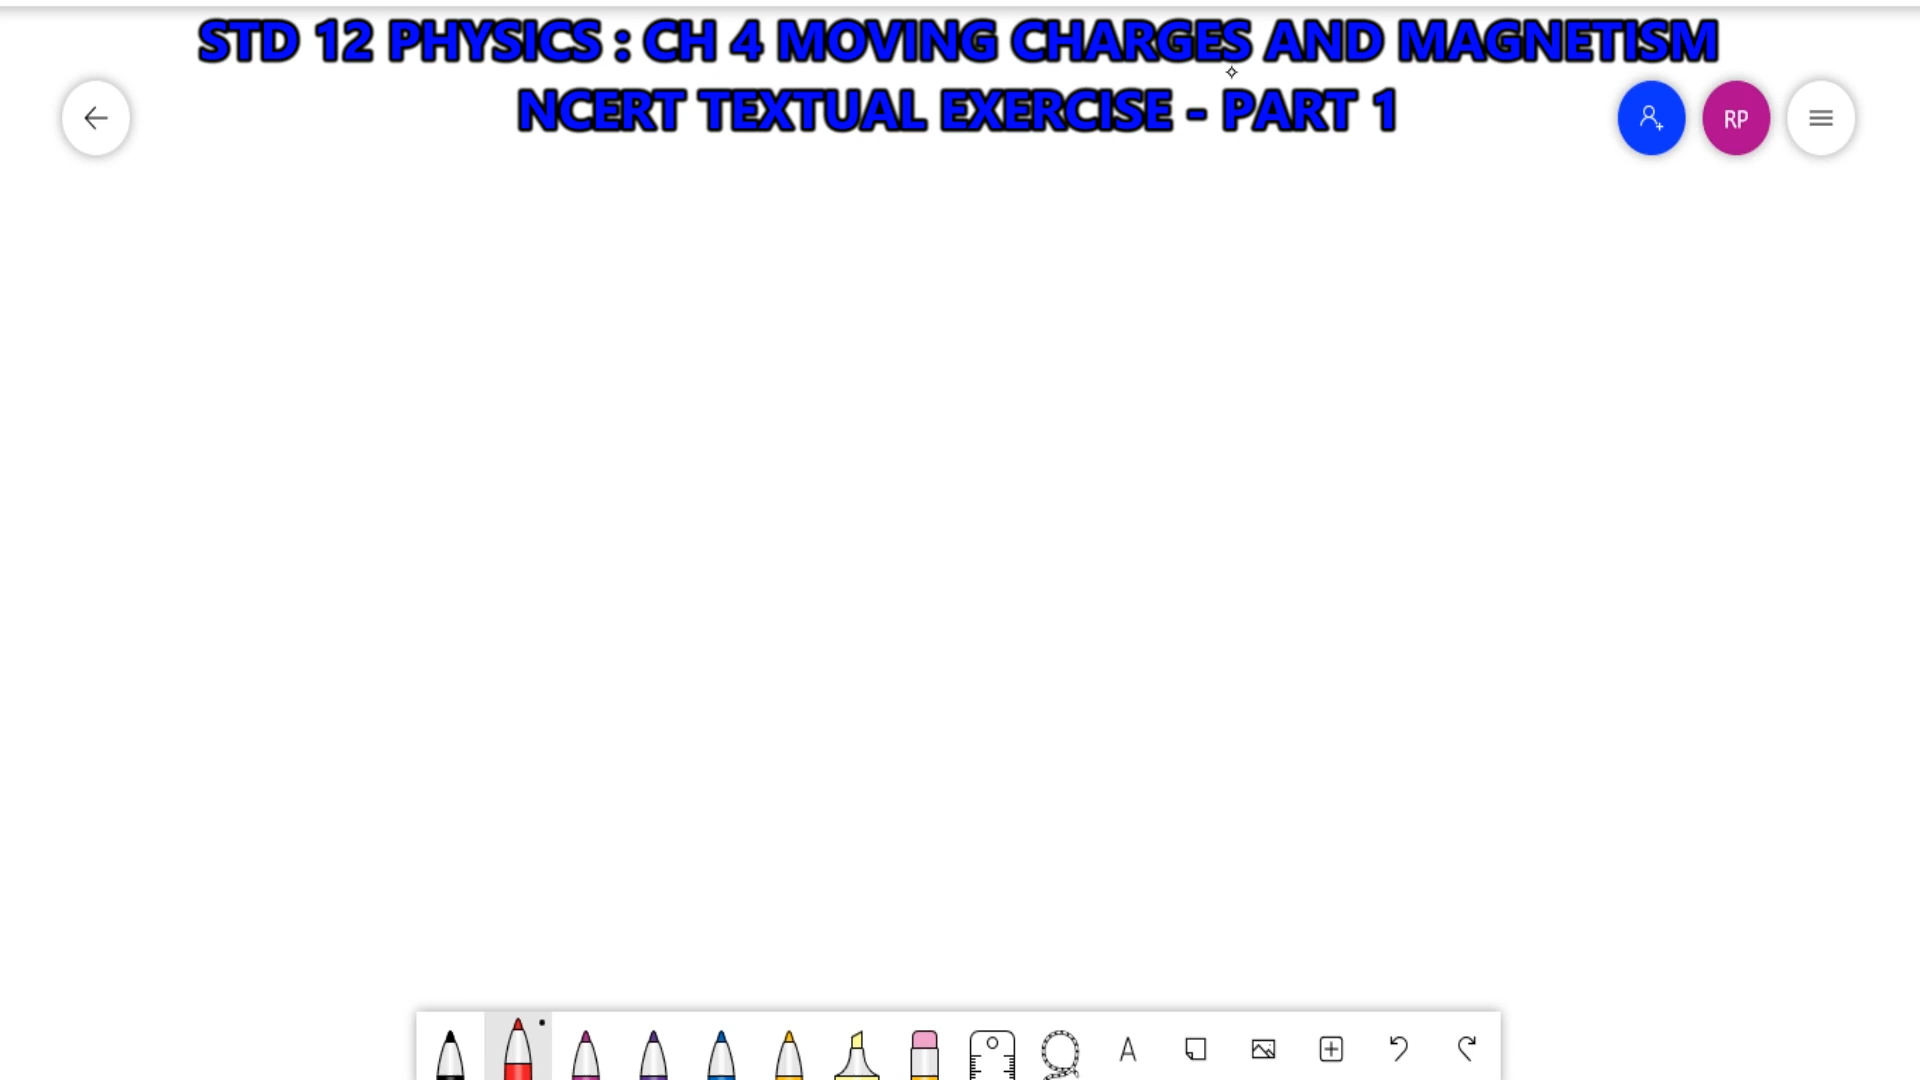 STD 12 PHYSICS : CH 4 MOVING CHARGES AND MAGNETISM
NCERT TEXTUAL EXERCISE - PART 1
RP